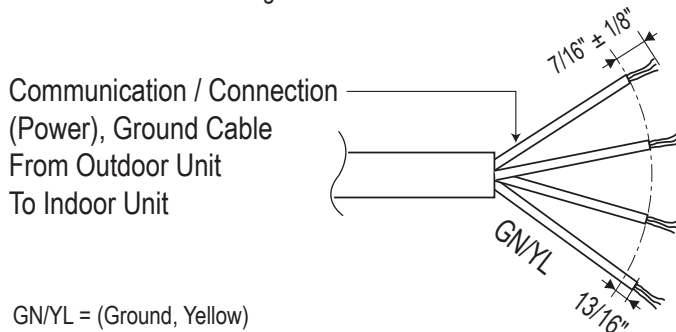 7/16" ± 1/8"
Communication / Connection
(Power), Ground Cable
From Outdoor Unit
To Indoor Unit
GN/YL
13/16"
GN/YL = (Ground, Yellow)